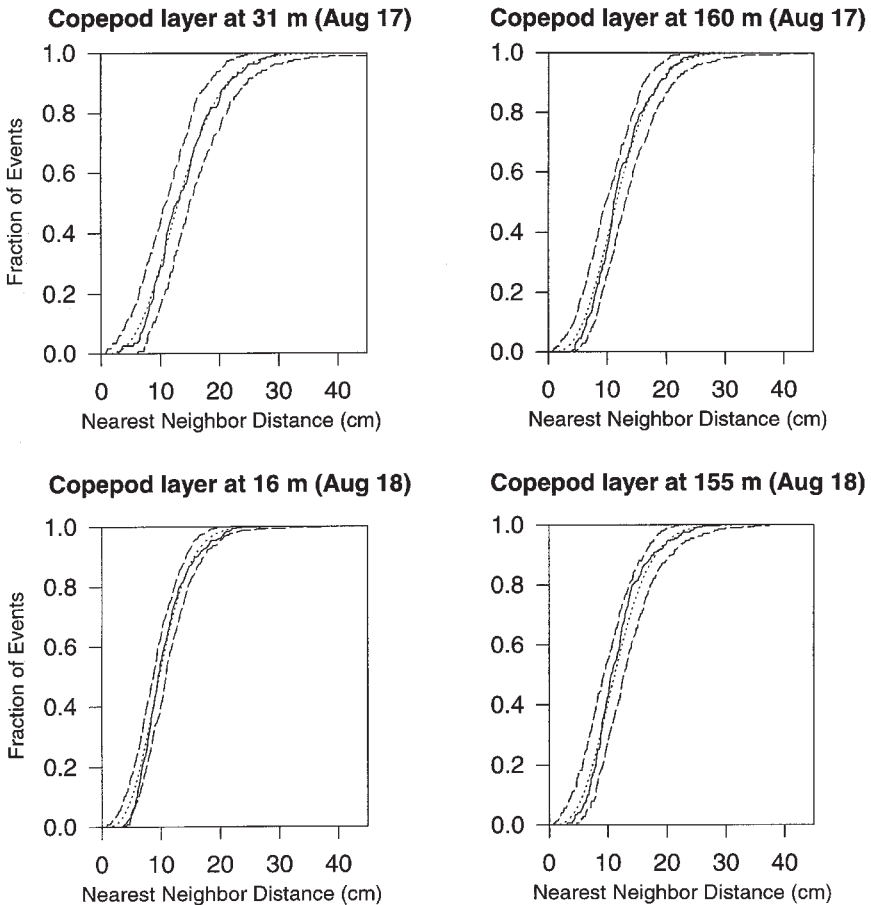 Copepod layer at 31 m (Aug 17)
1.0
0.8
0.6
0.4
0.2
0.0
Fraction of Events
0 10 20 30 40
Nearest Neighbor Distance (cm)
Copepod layer at 160 m (Aug 17)
1.0
0.8
0.6
0.4
0.2
0.0
0 10 20 30 40
Nearest Neighbor Distance (cm)
Copepod layer at 16 m (Aug 18)
1.0
0.8
0.6
0.4
0.2
0.0
Fraction of Events
0 10 20 30 40
Nearest Neighbor Distance (cm)
Copepod layer at 155 m (Aug 18)
1.0
0.8
0.6
0.4
0.2
0.0
0 10 20 30 40
Nearest Neighbor Distance (cm)